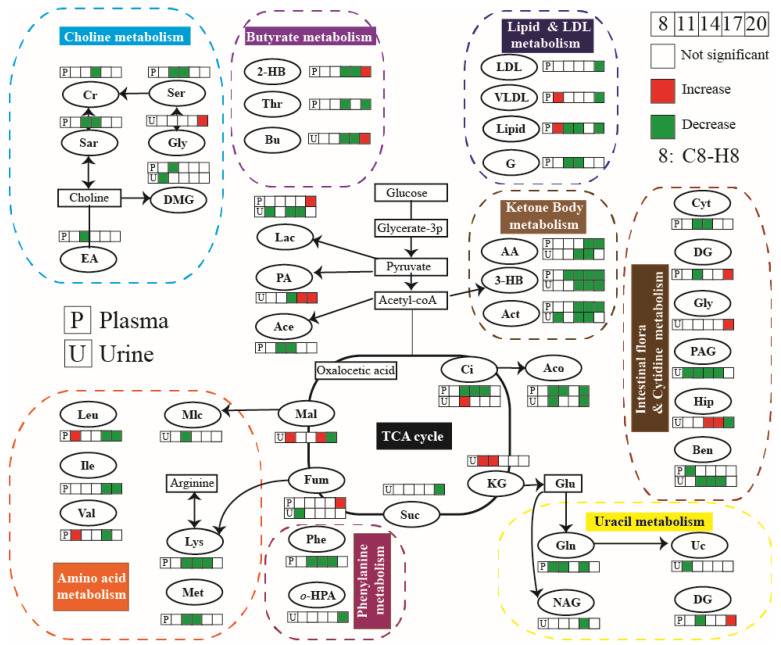 Choline metabolism
P
Cr
P
Ser
P
Sar
U
Gly
P
U
Choline
DMG
P
EA
Butyrate metabolism
2-HB
P
Thr
P
Bu
U
Lipid & LDL
metabolism
LDL
P
VLDL
P
Lipid
P
G
P
8 11 14 17 20
Not significant
Increase
Decrease
8: C8-H8
P Plasma
U Urine
P
U
Lac
PA
U
Ace
P
Glucose
Glycerate-3p
Pyruvate
Acetyl-coA
Ketone Body
metabolism
AA
P
U
3-HB
P
U
Act
P
U
Intestinal flora
& Cytidine metabolism
Cyt
P
DG
P
Gly
U
PAG
U
Hip
U
Ben
P
U
Oxalocetic acid
TCA cycle
Ci
P
U
Aco
P
U
Mal
U
Mlc
U
Fum
P
U
Suc
U
KG
U
Glu
Amino acid
metabolism
Leu
P
Ile
P
Val
P
Arginine
Lys
P
Met
P
Phenylanine
metabolism
Phe
P
o-HPA
U
Uracil metabolism
Gln
P
Uc
U
NAG
U
DG
P